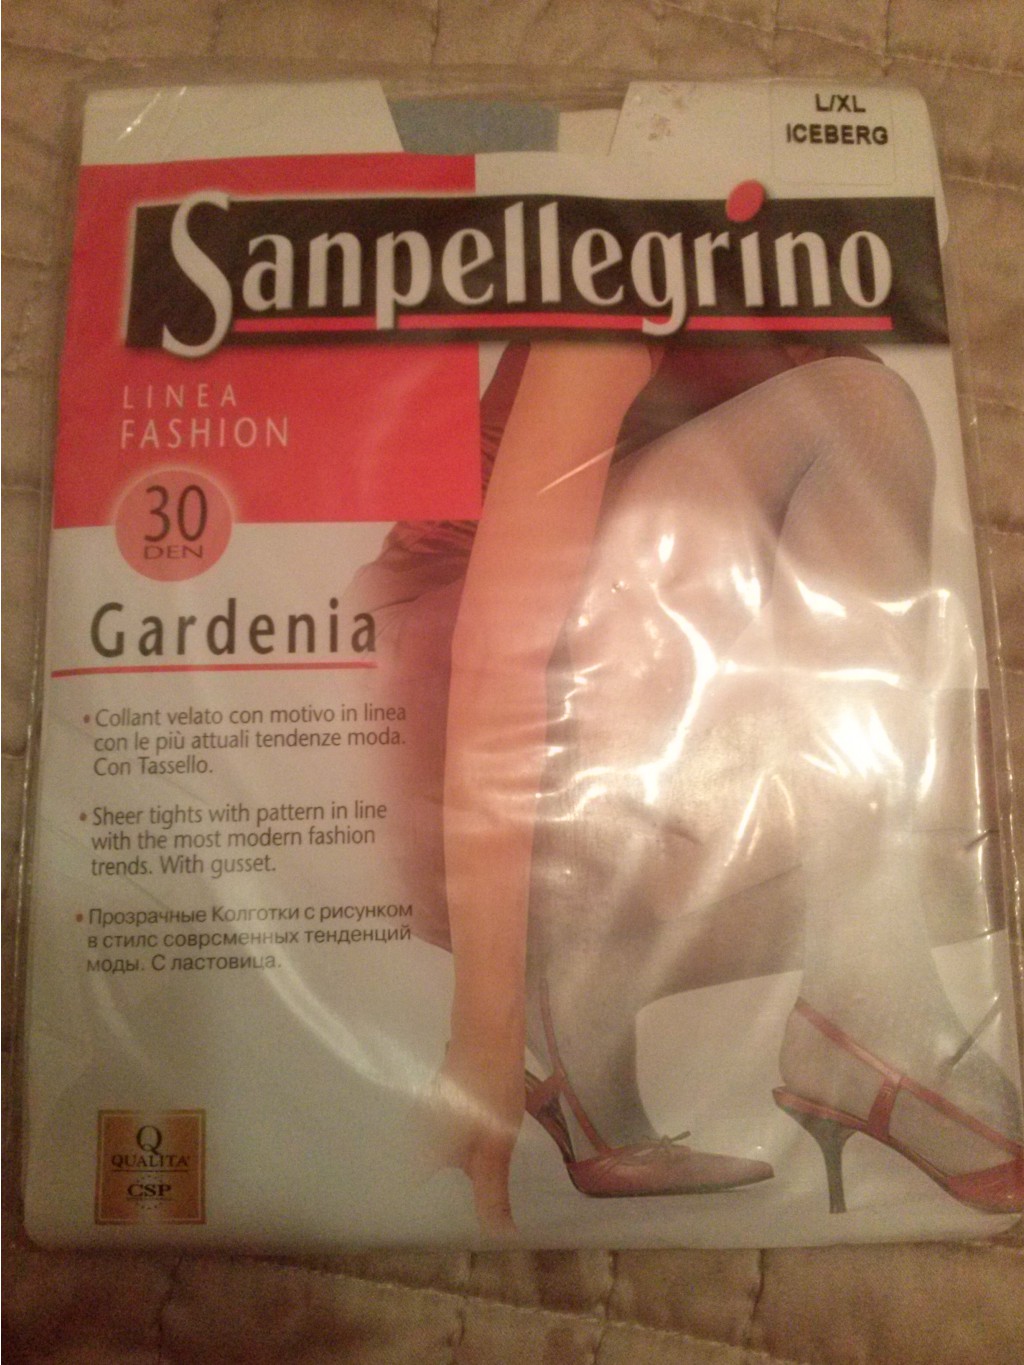 L/XL
ICEBERG
Sanpellegrino
LINEA
FASHION
30
DEN
Gardenia
• Collant velato con motivo in linea
con le più attuali tendenze moda.
Con Tassello.
• Sheer tights with pattern in line
with the most modern fashion
trends. With gusset.
• Прозрачные Колготки с рисунком
в стилс соврсменных тенденций
моды. С ластовица.
Q
QUALITA'
CSP